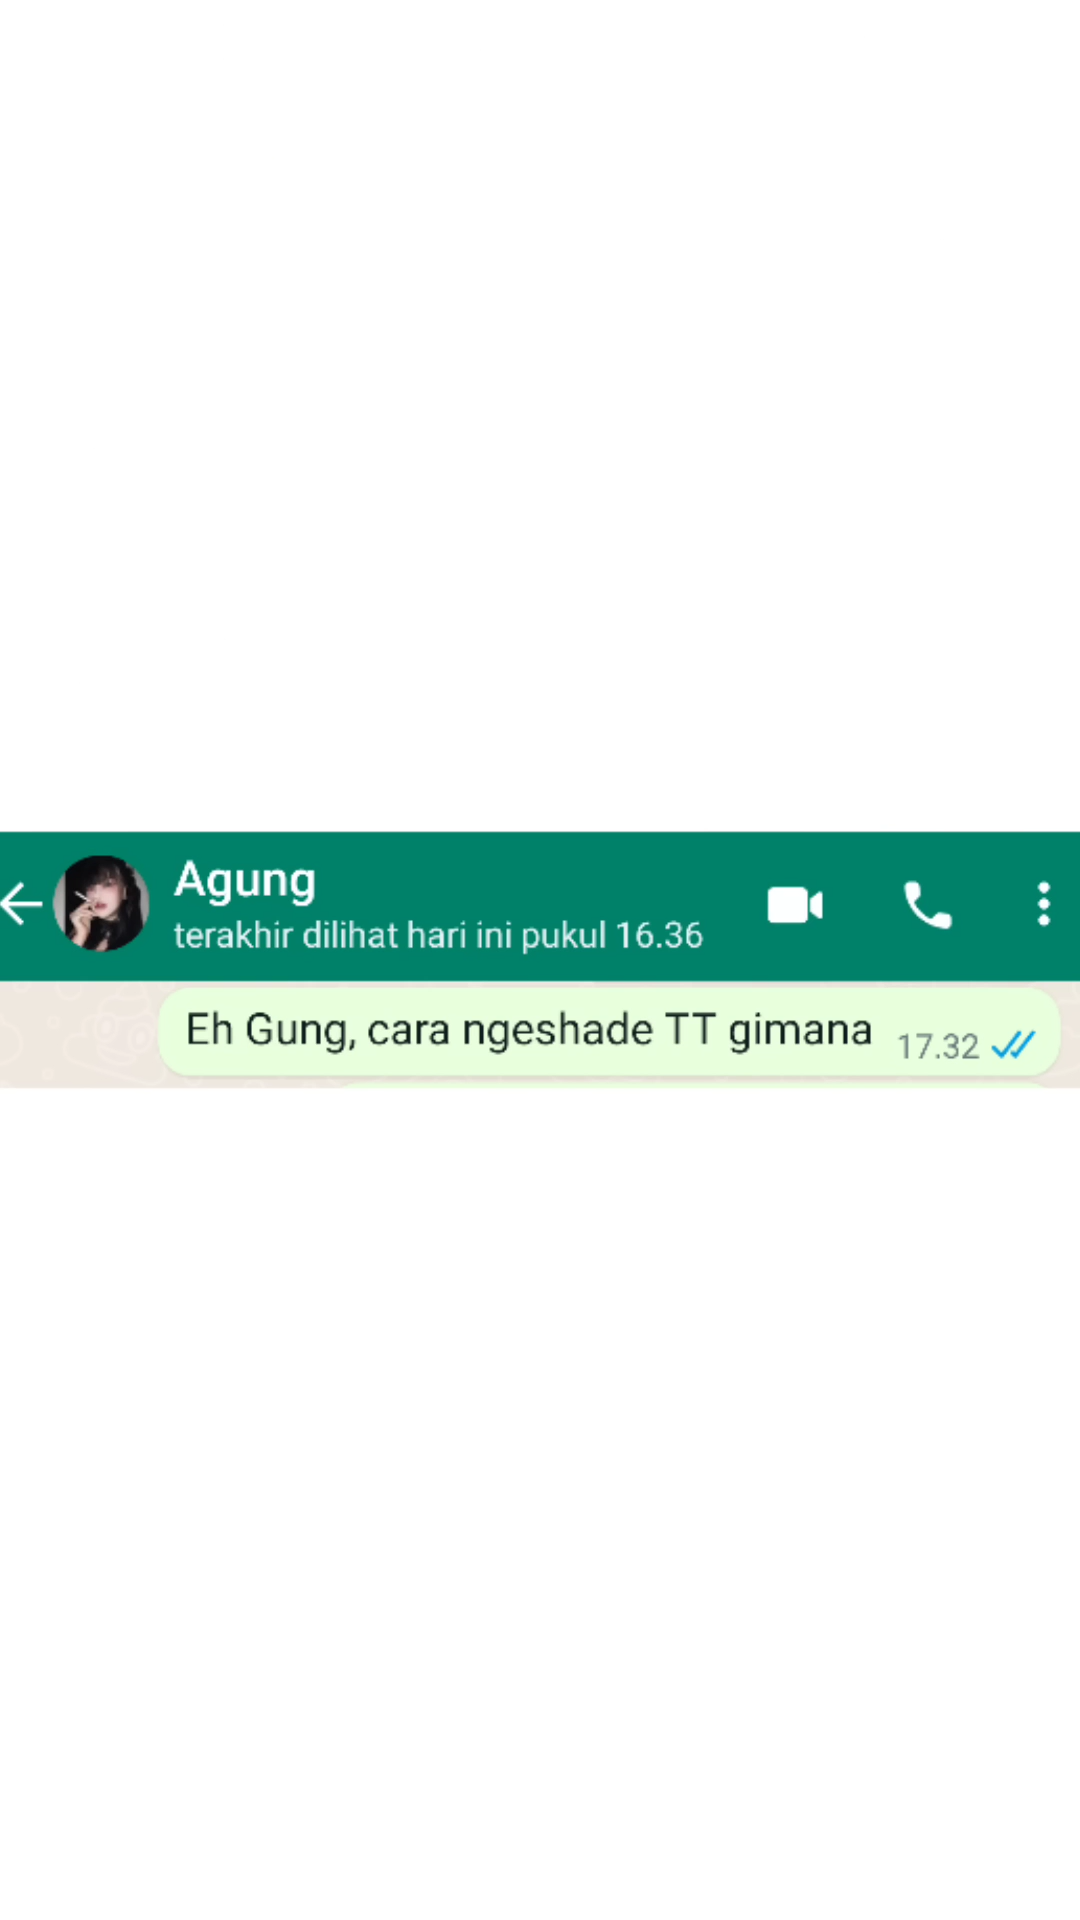 Agung
terakhir dilihat hari ini pukul 16.36
Eh Gung, cara ngeshade TT gimana 17.32